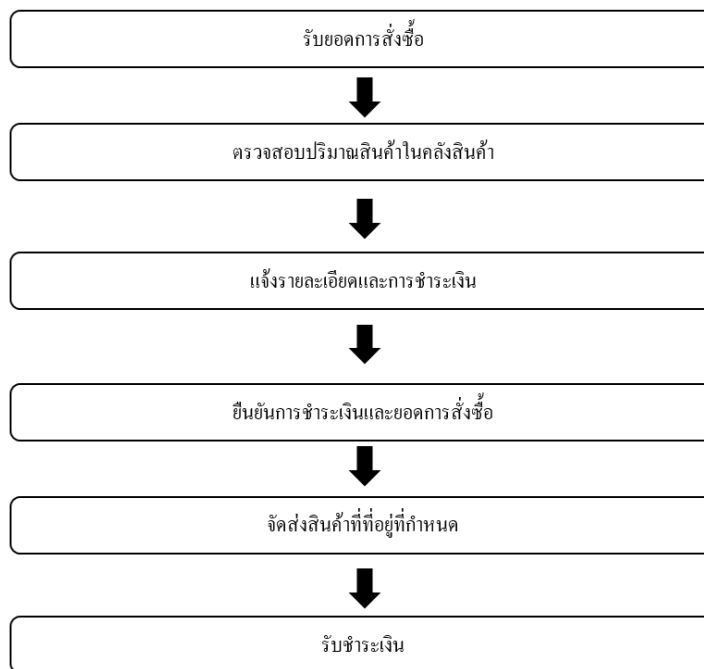 รับยอดการสั่งซื้อ
ตรวจสอบปริมาณสินค้าในคลังสินค้า
แจ้งรายละเอียดและการชำระเงิน
ยืนยันการชำระเงินและยอดการสั่งซื้อ
จัดส่งสินค้าที่ที่อยู่ที่กำหนด
รับชำระเงิน